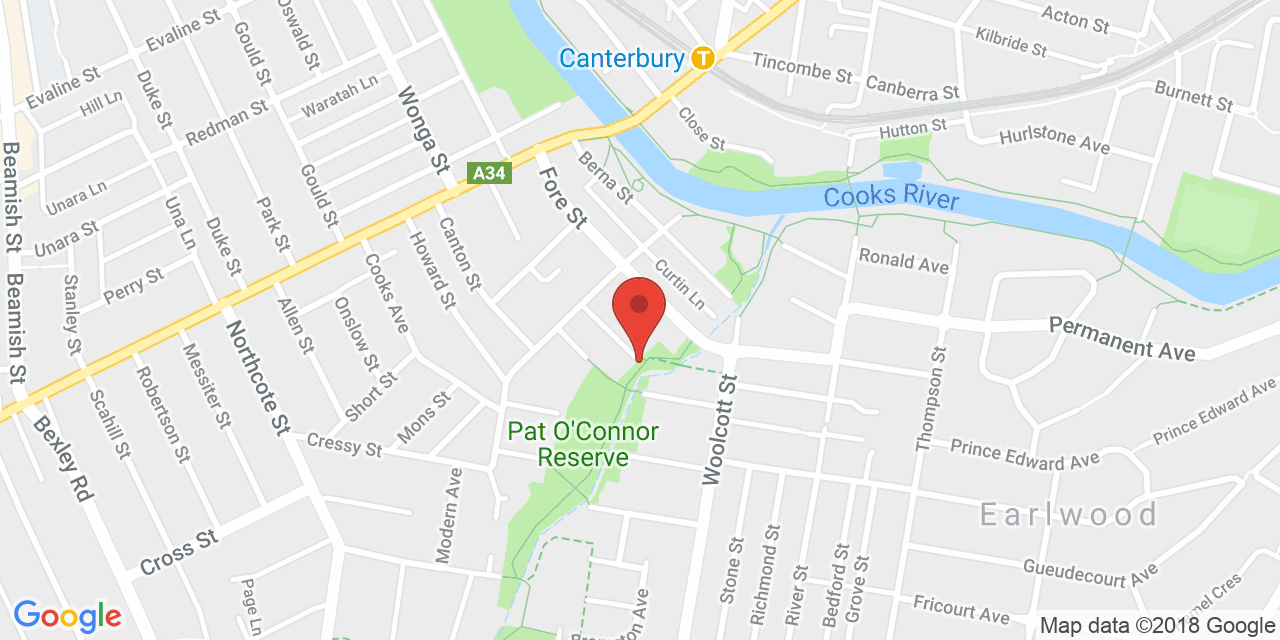 Acton St
Oswald St
Evaline St
Gould St
Kilbride St
Canterbury
T
Tincombe St
Canberra St
Burnett St
Evaline St
Hill Ln
Duke St
Waratah Ln
Wonga St
Redman St
Close St
Hutton St
Hurlstone Ave
Beamish St
A34
Berna St
Fore St
Unara Ln
Gould St
Cooks River
Una Ln
Park St
Unara St
Duke St
Canton St
Howard St
Ronald Ave
Curtin Ln
Perry St
Cooks Ave
Stanley St
Beamish St
Allen St
Onslow St
Permanent Ave
Northcote St
Messiter St
Short St
Robertson St
Scahill St
Mons St
Woolcott St
Thompson St
Prince Edward Ave
Pat O'Connor
Reserve
Cressy St
Bexley Rd
Prince Edward Ave
Modern Ave
Earlwood
Cross St
Stone St
Richmond St
River St
Bedford St
Grove St
Gueudecourt Ave
Page Ln
Fricourt Ave
Google
Map data ©2018 Google